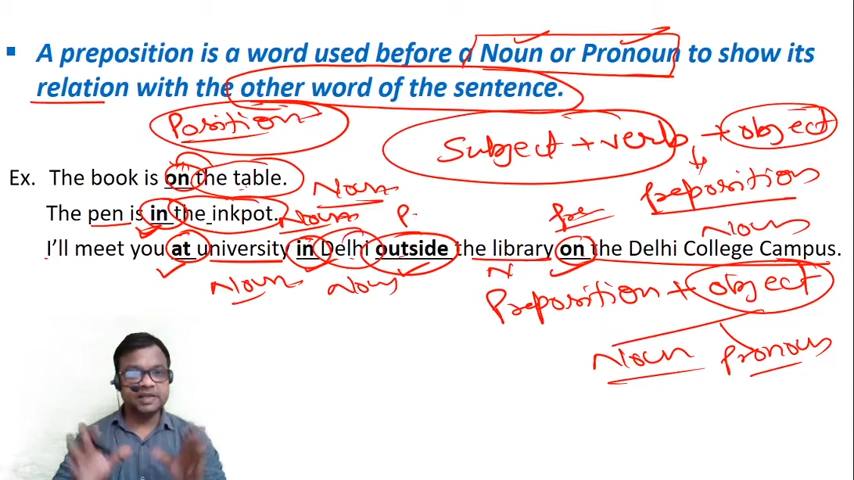 ▪ A preposition is a word used before a Noun or Pronoun to show its
relation with the other word of the sentence.
Position
Subject + verb + object
preposition
Noun
Ex. The book is on the table.
Noun
The pen is in the inkpot.
Noun
P.
pre
I'll meet you at university in Delhi outside the library on the Delhi College Campus.
Noun
Noun
N
Preposition + object
Noun Pronoun